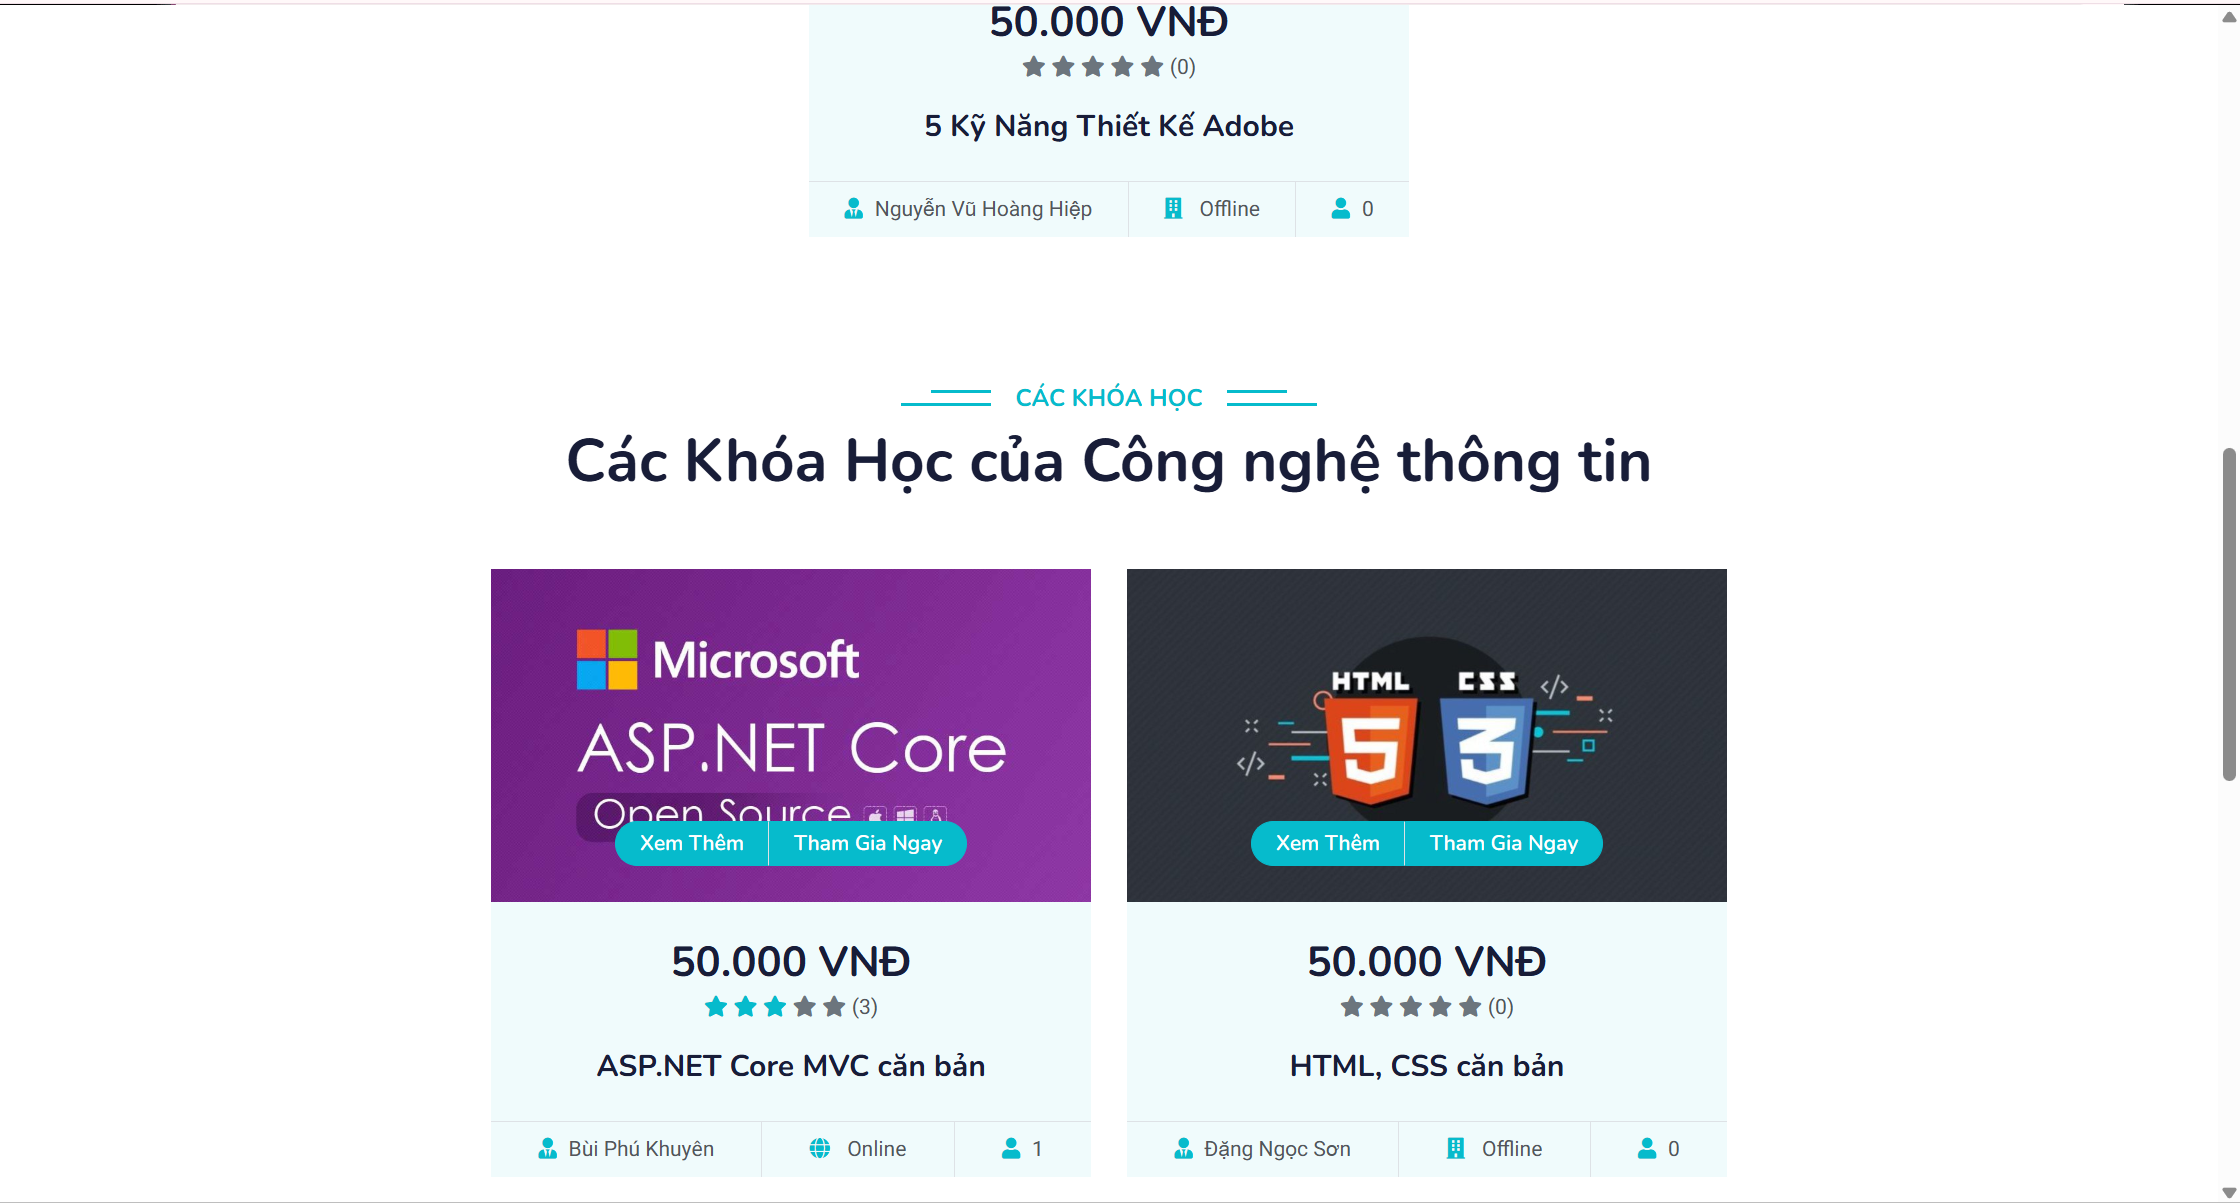 50.000 VNĐ
(0)
5 Kỹ Năng Thiết Kế Adobe
Nguyễn Vũ Hoàng Hiệp
Offline
0
CÁC KHÓA HỌC
Các Khóa Học của Công nghệ thông tin
Microsoft
ASP.NET Core
Open Source
Xem Thêm
Tham Gia Ngay
50.000 VNĐ
(3)
ASP.NET Core MVC căn bản
Bùi Phú Khuyên
Online
1
HTML CSS
</>
5 3
</>
Xem Thêm
Tham Gia Ngay
50.000 VNĐ
(0)
HTML, CSS căn bản
Đặng Ngọc Sơn
Offline
0